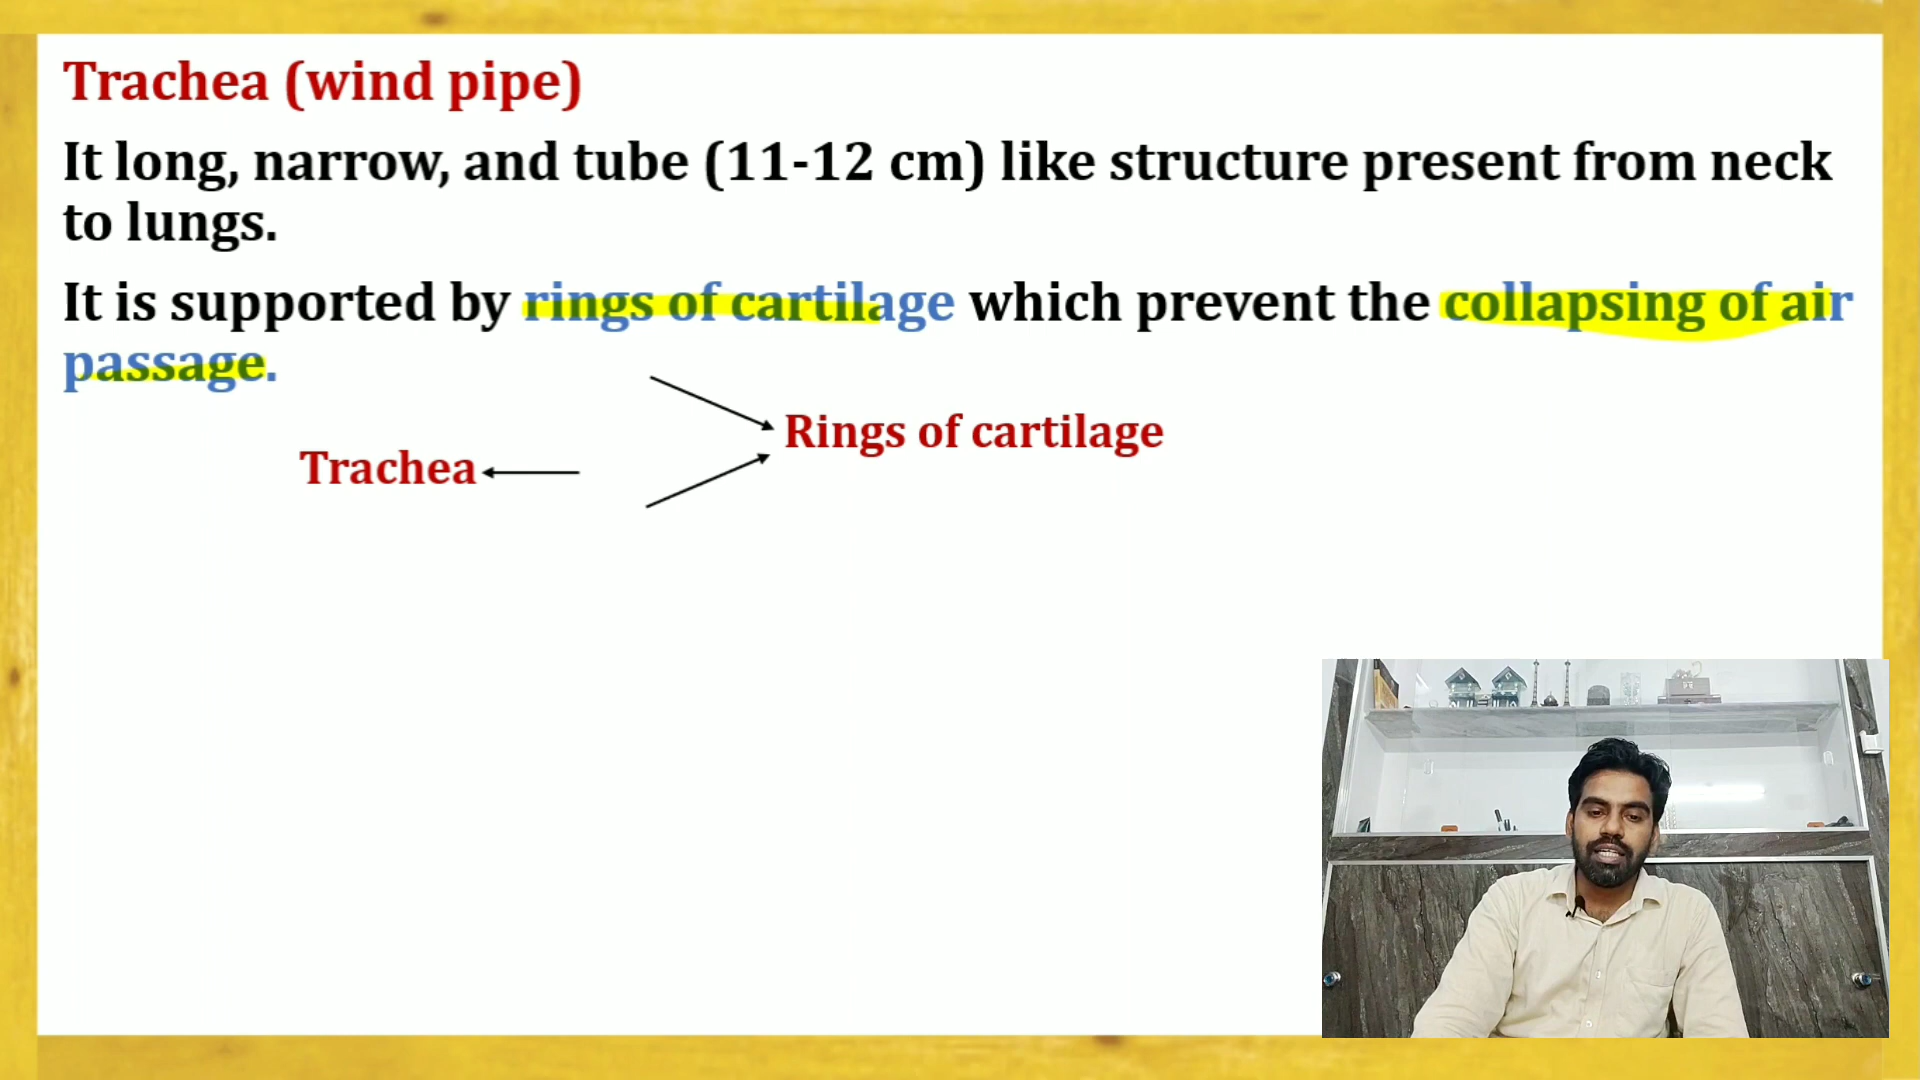 Trachea (wind pipe)
It long, narrow, and tube (11-12 cm) like structure present from neck
to lungs.
It is supported by rings of cartilage which prevent the collapsing of air
passage.
Rings of cartilage
Trachea